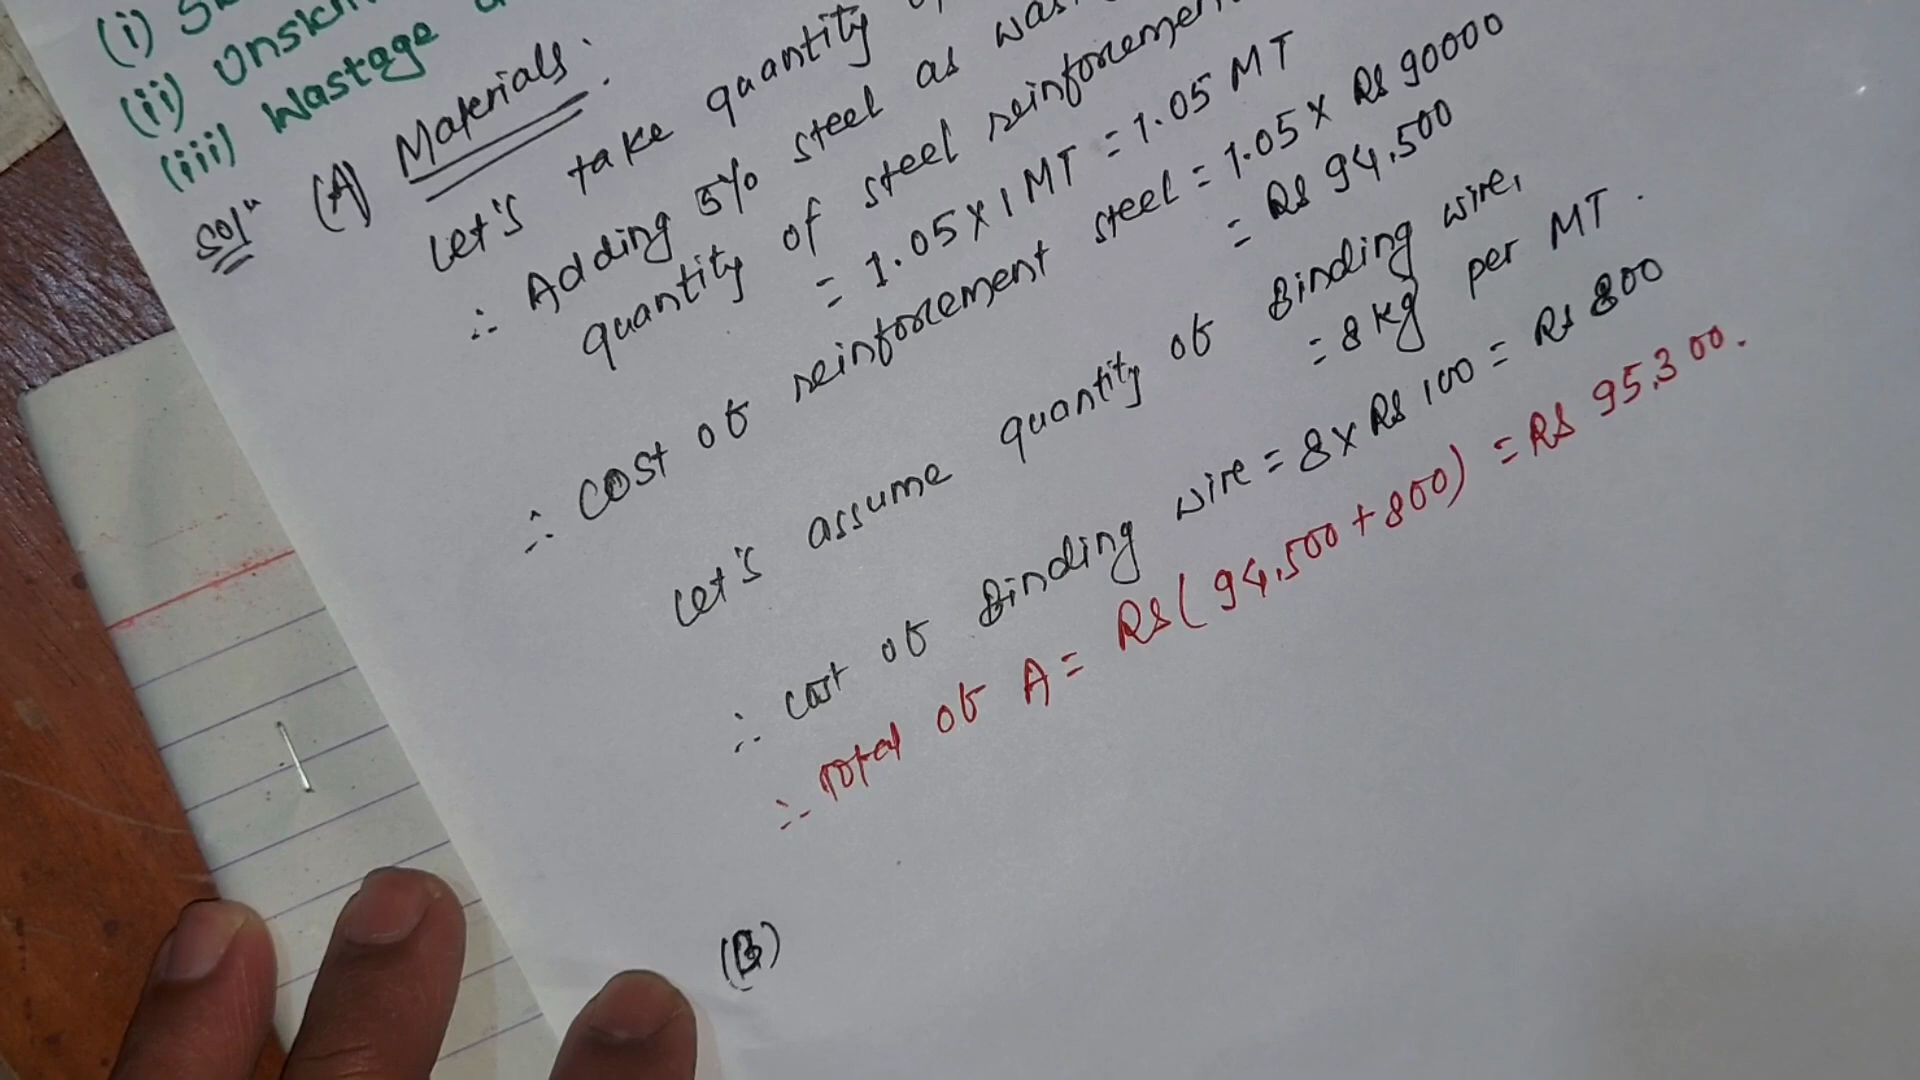 (i)
(ii) Unski
(iii) Wastage
Solⁿ (A) Materials:
Let's take quantity
∴ Adding 5% steel as was
quantity of steel reinforcemen
= 1.05 x 1 MT = 1.05 MT
∴ cost of reinforcement steel = 1.05 x Rs 90000
= Rs 94,500
Let's assume quantity of Binding wire,
= 8 kg per MT.
∴ cost of Binding wire = 8 x Rs 100 = Rs 800
∴ Total of A = Rs (94,500 + 800) = Rs 95,300.
(B)